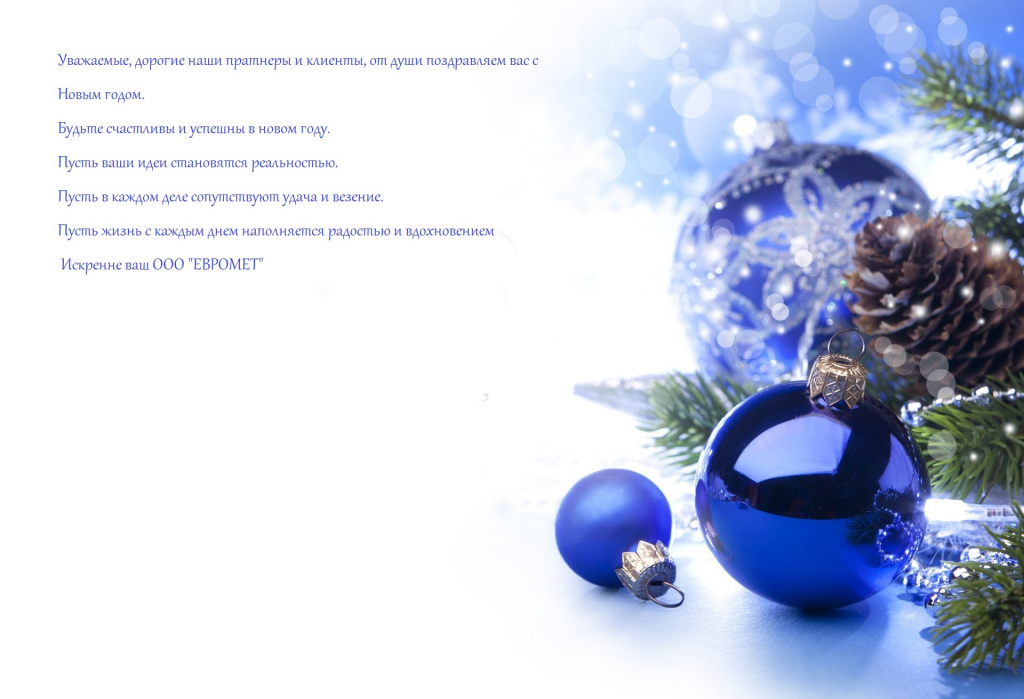 Уважаемые, дорогие наши пратнеры и клиенты, от души поздравляем вас с
Новым годом.
Будьте счастливы и успешны в новом году.
Пусть ваши идеи становятся реальностью.
Пусть в каждом деле сопутствуют удача и везение.
Пусть жизнь с каждым днем наполняется радостью и вдохновением
Искренне ваш ООО "ЕВРОМЕТ"